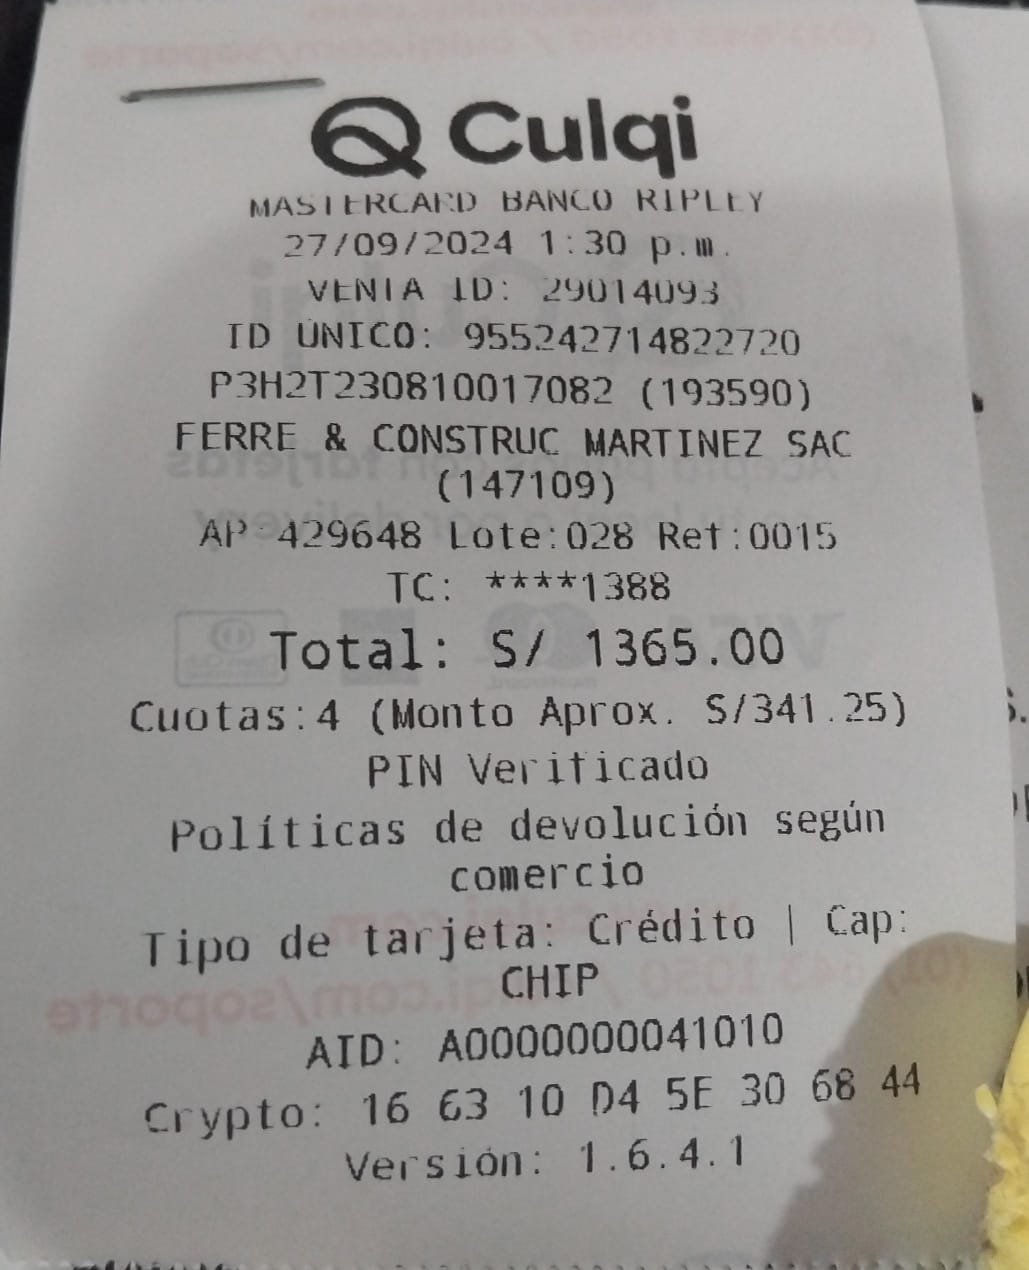 Culqi
MASTERCARD BANCO RIPLEY
27/09/2024 1:30 p.m.
VENTA ID: 29014093
ID ÚNICO: 955242714822720
P3H2T230810017082 (193590)
FERRE & CONSTRUC MARTINEZ SAC
(147109)
AP:429648 Lote:028 Ref:0015
TC: ****1388
Total: S/ 1365.00
Cuotas:4 (Monto Aprox. S/341.25)
PIN Verificado
Políticas de devolución según
comercio
Tipo de tarjeta: Crédito | Cap:
CHIP
AID: A0000000041010
Crypto: 16 63 10 D4 5E 30 68 44
Versión: 1.6.4.1